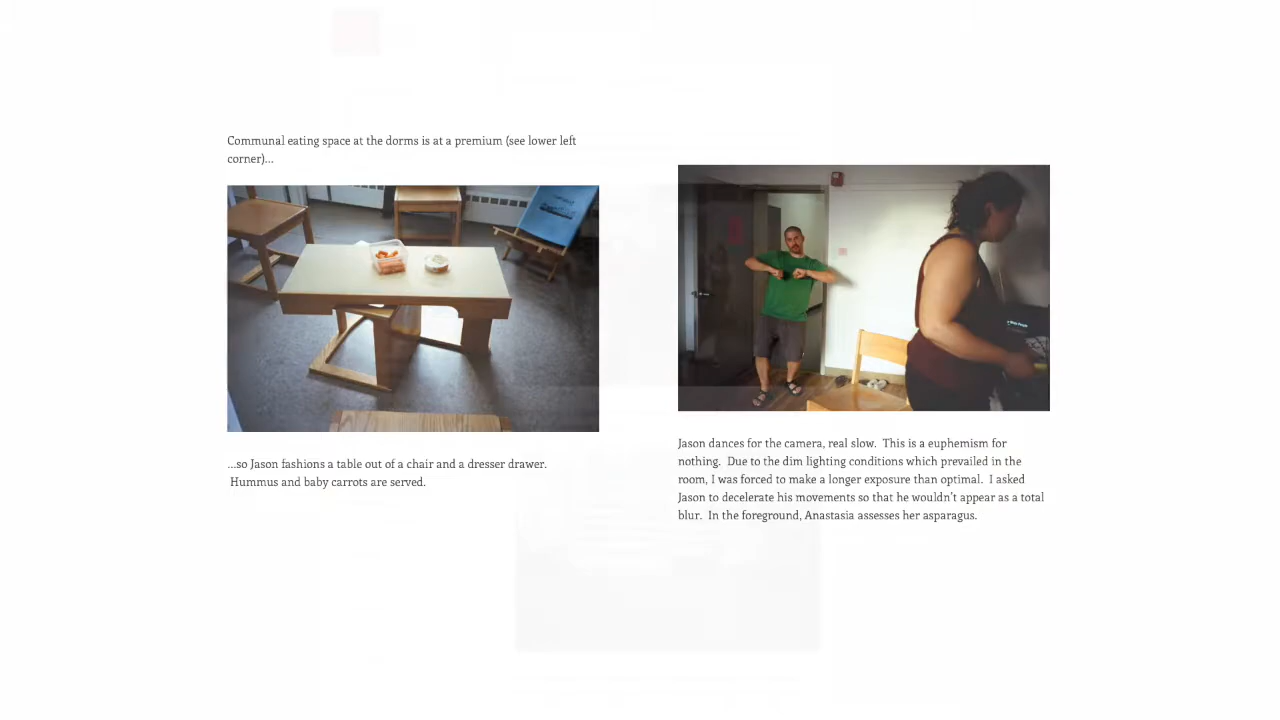 Communal eating space at the dorms is at a premium (see lower left
corner)...
...so Jason fashions a table out of a chair and a dresser drawer.
Hummus and baby carrots are served.
Jason dances for the camera, real slow. This is a euphemism for
nothing. Due to the dim lighting conditions which prevailed in the
room, I was forced to make a longer exposure than optimal. I asked
Jason to decelerate his movements so that he wouldn't appear as a total
blur. In the foreground, Anastasia assesses her asparagus.